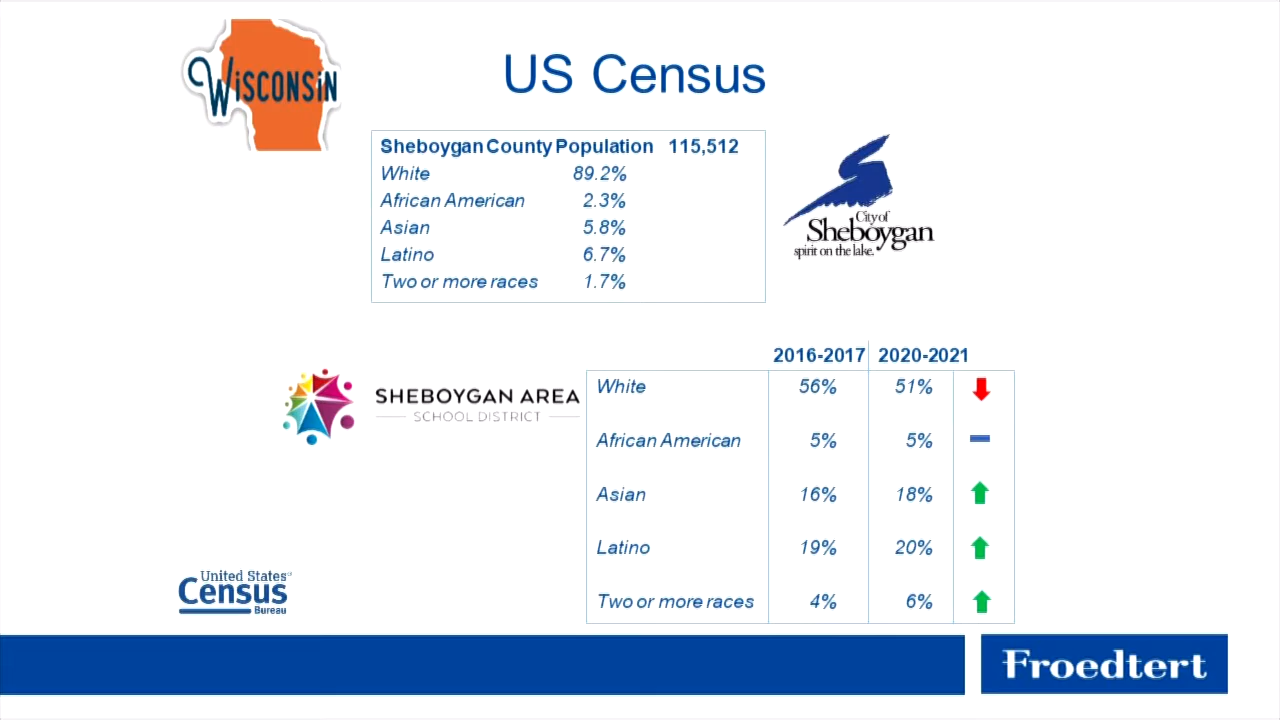 WISCONSIN
US Census
Sheboygan County Population 115,512
White 89.2%
African American 2.3%
Asian 5.8%
Latino 6.7%
Two or more races 1.7%
City of
Sheboygan
spirit on the lake.
2016-2017 2020-2021
SHEBOYGAN AREA
SCHOOL DISTRICT
White 56% 51%
African American 5% 5%
Asian 16% 18%
Latino 19% 20%
Two or more races 4% 6%
United States
Census
Bureau
Froedtert